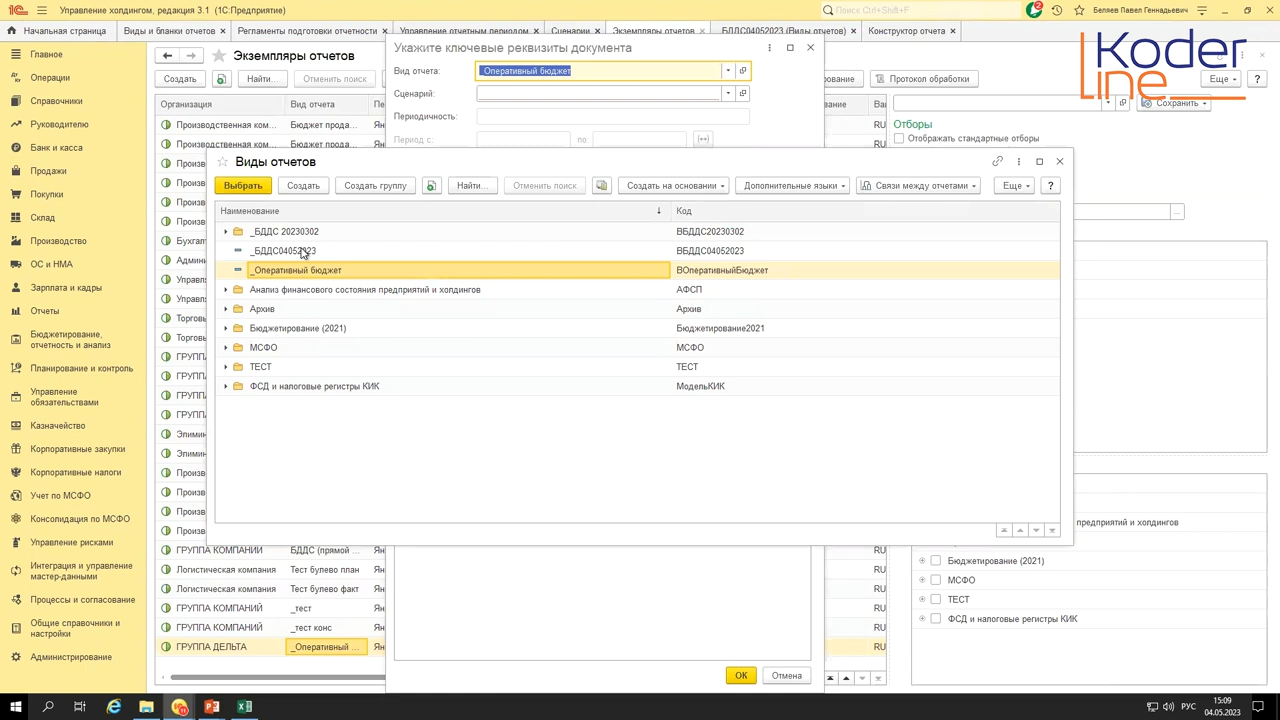 Управление холдингом, редакция 3.1 (1С:Предприятие)
Поиск Ctrl+Shift+F
2
Беляев Павел Геннадьевич
Начальная страница
Виды и бланки отчетов ×
Регламенты подготовки отчетности ×
Управление отчетным периодом ×
Сценарии ×
Экземпляры отчетов ×
_БДДС04052023 (Виды отчетов) ×
Конструктор отчета ×
Koder
Line
Главное
Операции
Справочники
Руководителю
Банк и касса
Продажи
Покупки
Склад
Производство
ОС и НМА
Зарплата и кадры
Отчеты
Бюджетирование,
отчетность и анализ
Планирование и контроль
Управление
обязательствами
Казначейство
Корпоративные закупки
Корпоративные налоги
Учет по МСФО
Консолидация по МСФО
Управление рисками
Интеграция и управление
мастер-данными
Процессы и согласование
Общие справочники и
настройки
Администрирование
Экземпляры отчетов
Создать
Найти...
Отменить поиск
Протокол обработки
Еще
?
Организация
Вид отчета
Производственная ком...
Бюджет прода...
ГРУППА КОМПАНИЙ
БДДС (прямой ...
Логистическая компания
Тест булево план
Логистическая компания
Тест булево факт
ГРУППА КОМПАНИЙ
_тест
ГРУППА КОМПАНИЙ
_тест конс
ГРУППА ДЕЛЬТА
_Оперативный ...
Укажите ключевые реквизиты документа
Вид отчета:
_Оперативный бюджет
Сценарий:
Периодичность:
Период с:
по
ОК
Отмена
Сохранить
Отборы
Отображать стандартные отборы
Виды отчетов
Выбрать
Создать
Создать группу
Найти...
Отменить поиск
Создать на основании
Дополнительные языки
Связи между отчетами
Еще
?
Наименование ↓ Код
_БДДС 20230302 ВБДДС20230302
_БДДС04052023 ВБДДС04052023
_Оперативный бюджет ВОперативныйБюджет
Анализ финансового состояния предприятий и холдингов АФСП
Архив Архив
Бюджетирование (2021) Бюджетирование2021
МСФО МСФО
ТЕСТ ТЕСТ
ФСД и налоговые регистры КИК МодельКИК
предприятий и холдингов
Бюджетирование (2021)
МСФО
ТЕСТ
ФСД и налоговые регистры КИК
РУС
15:09
04.05.2023